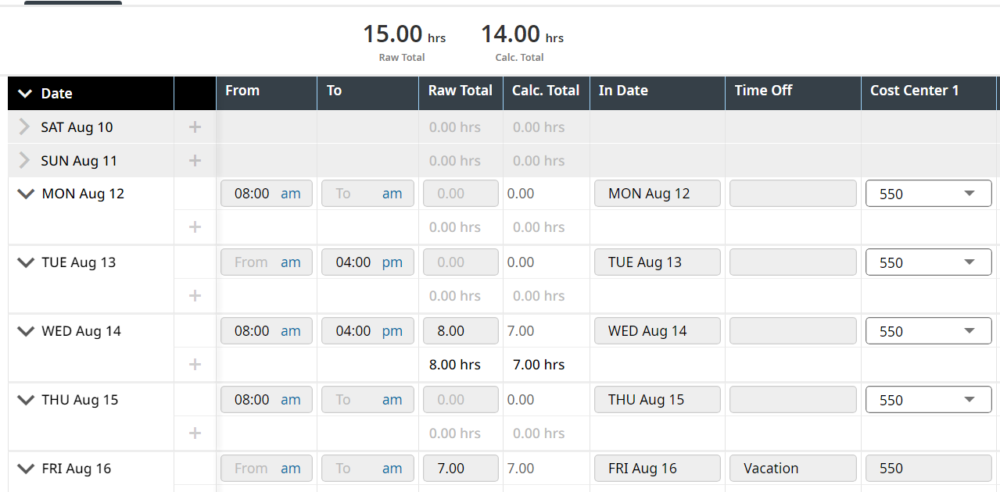 15.00 hrs 14.00 hrs
Raw Total Calc. Total
Date From To Raw Total Calc. Total In Date Time Off Cost Center 1
SAT Aug 10 + 0.00 hrs 0.00 hrs
SUN Aug 11 + 0.00 hrs 0.00 hrs
MON Aug 12 08:00 am To am 0.00 0.00 MON Aug 12 550
+ 0.00 hrs 0.00 hrs
TUE Aug 13 From am 04:00 pm 0.00 0.00 TUE Aug 13 550
+ 0.00 hrs 0.00 hrs
WED Aug 14 08:00 am 04:00 pm 8.00 7.00 WED Aug 14 550
+ 8.00 hrs 7.00 hrs
THU Aug 15 08:00 am To am 0.00 0.00 THU Aug 15 550
+ 0.00 hrs 0.00 hrs
FRI Aug 16 From am To am 7.00 7.00 FRI Aug 16 Vacation 550